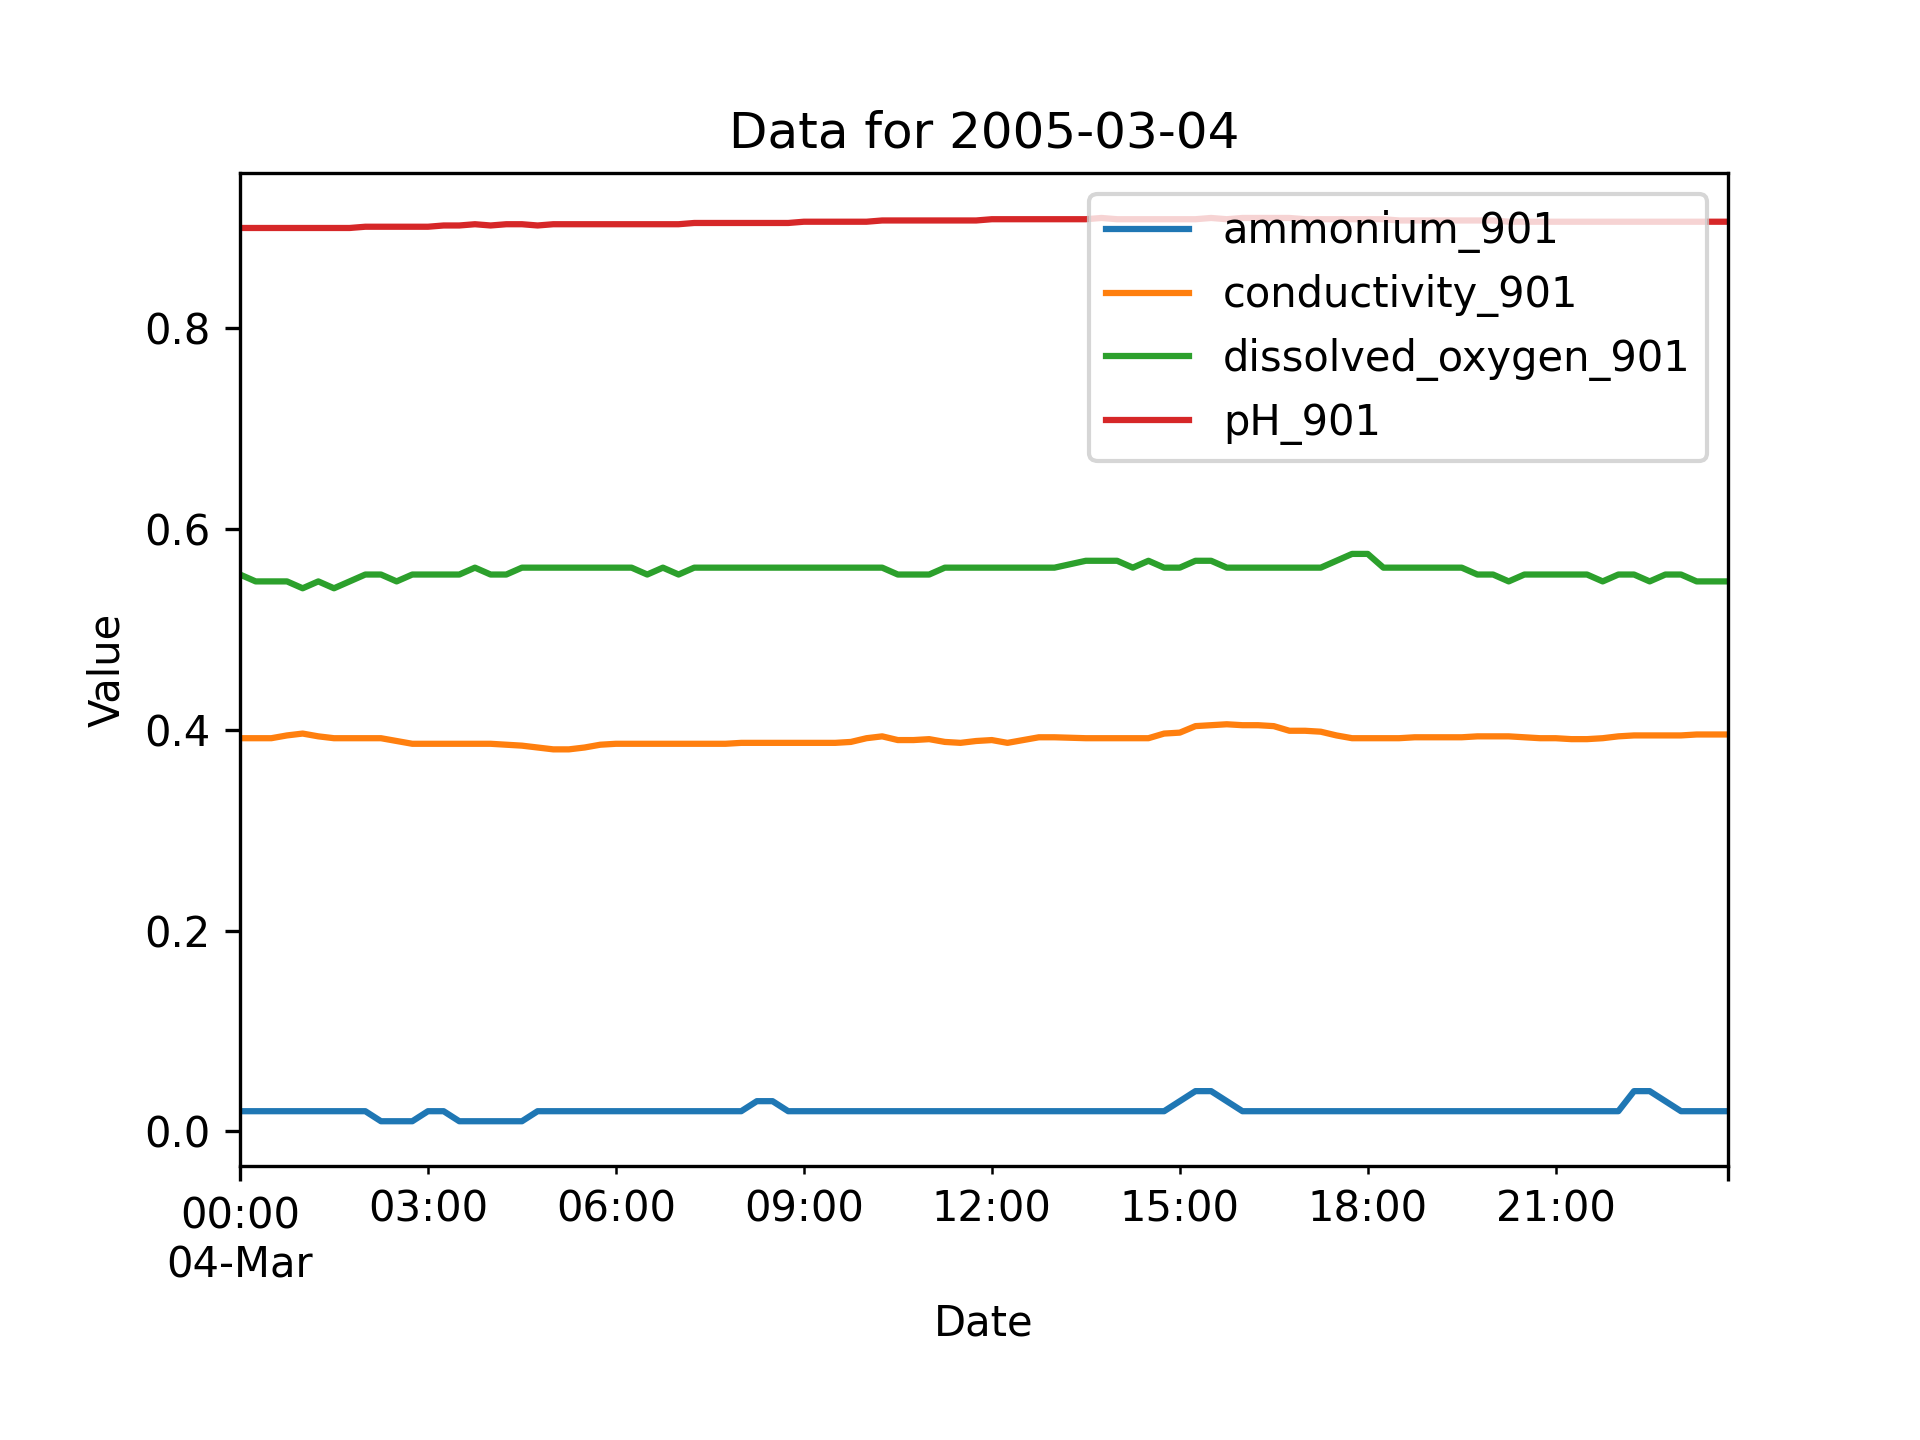 Data for 2005-03-04
ammonium_901
conductivity_901
dissolved_oxygen_901
pH_901
0.8
0.6
0.4
0.2
0.0
Value
00:00 03:00 06:00 09:00 12:00 15:00 18:00 21:00
04-Mar
Date